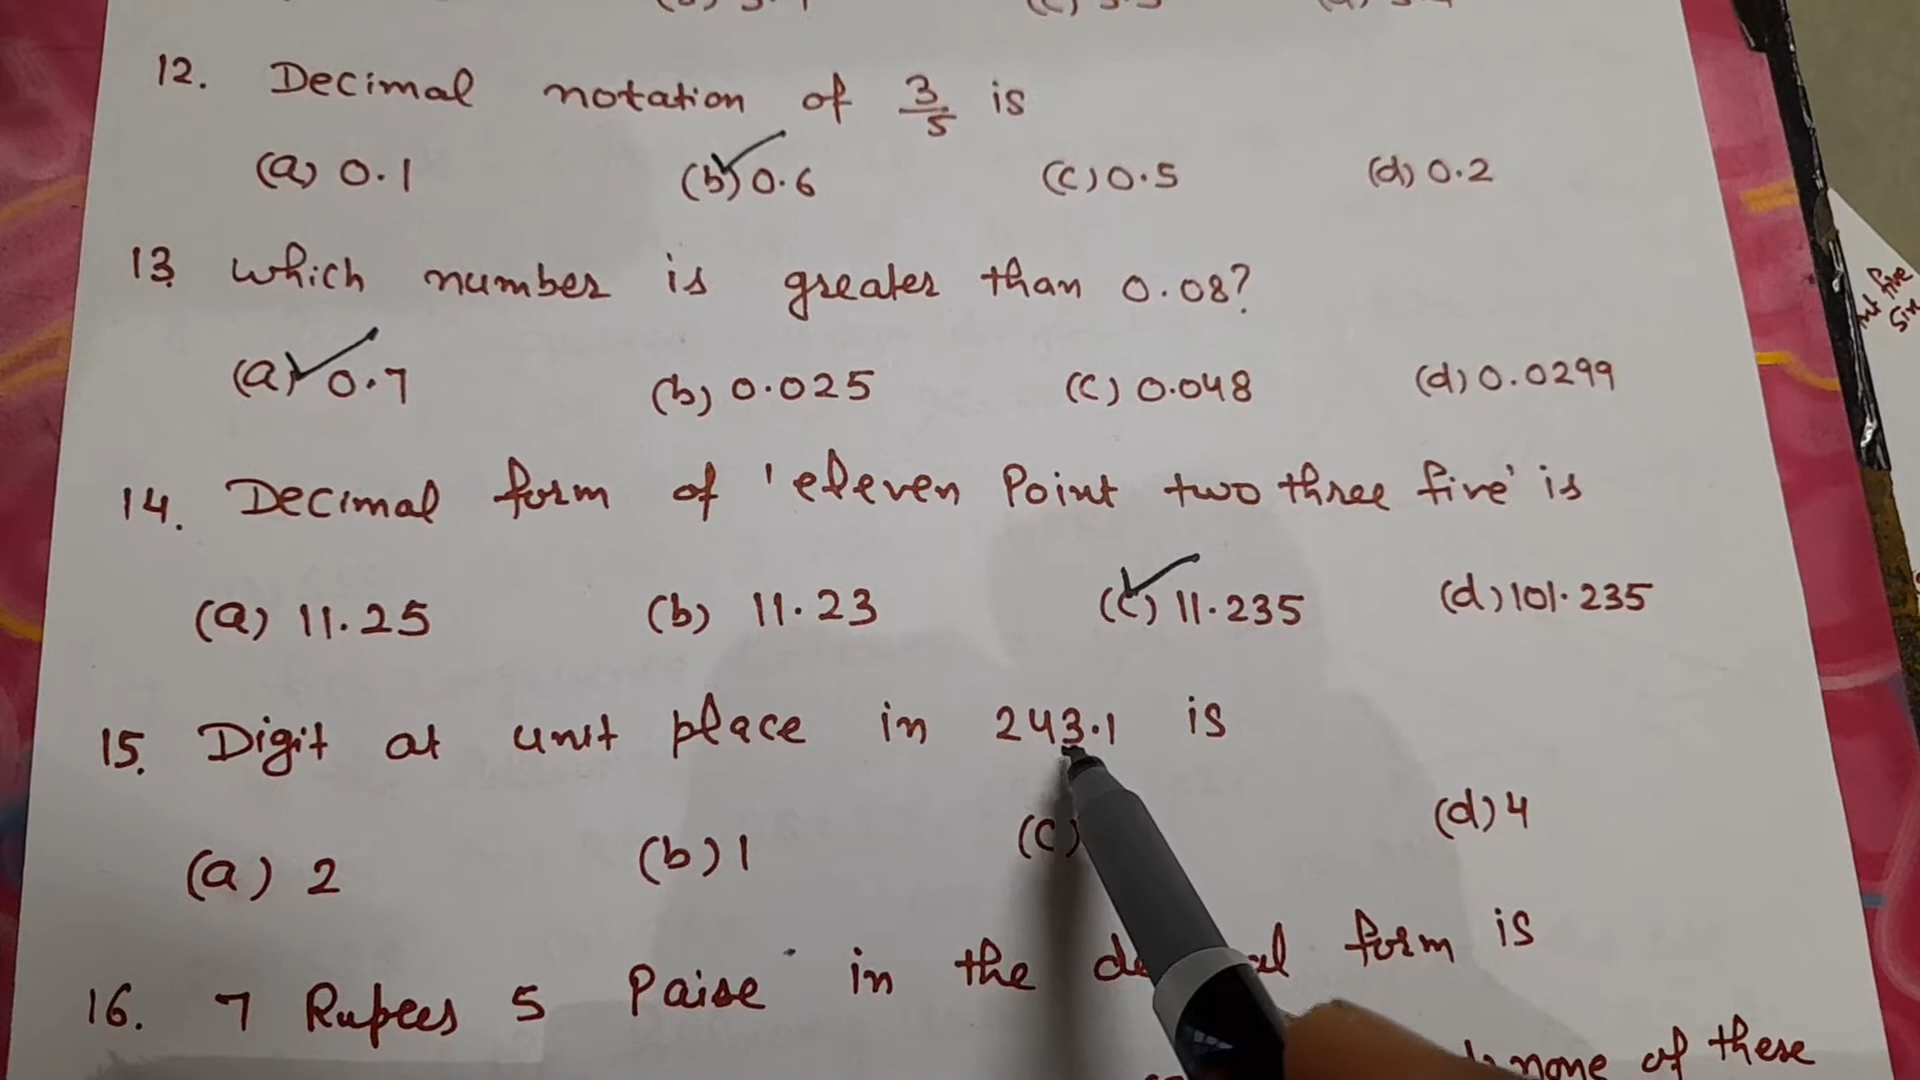 12. Decimal notation of 3/5 is
(a) 0.1 (b) 0.6 (c) 0.5 (d) 0.2
13. which number is greater than 0.08?
(a) 0.7 (b) 0.025 (c) 0.048 (d) 0.0299
14. Decimal form of 'eleven Point two three five' is
(a) 11.25 (b) 11.23 (c) 11.235 (d) 101.235
15. Digit at unit place in 243.1 is
(a) 2 (b) 1 (c) (d) 4
16. 7 Rupees 5 Paise in the form is
none of these
five